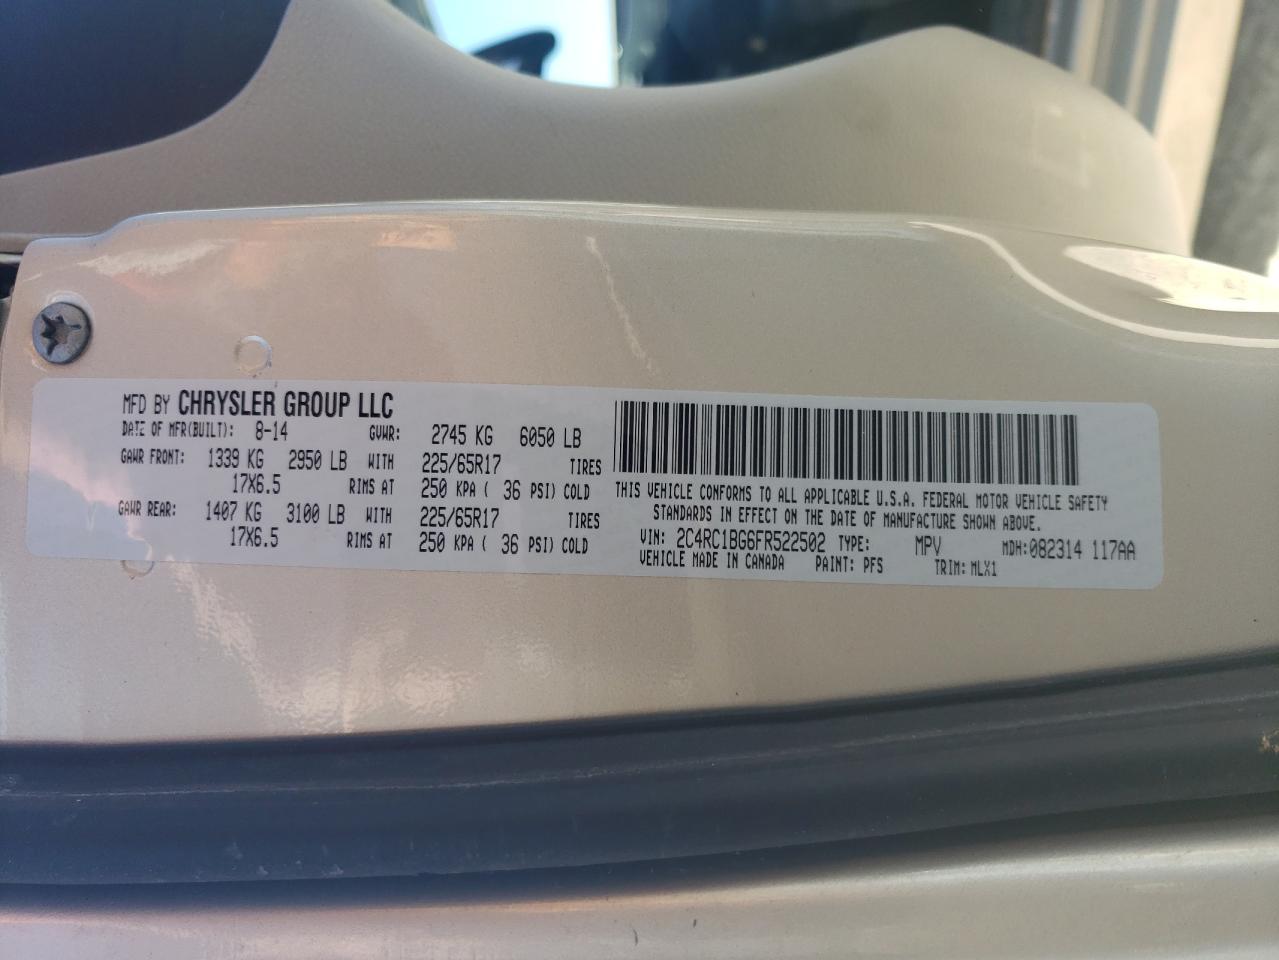 MFD BY CHRYSLER GROUP LLC
DATE OF MFR(BUILT): 8-14 GVWR: 2745 KG 6050 LB
GAWR FRONT: 1339 KG 2950 LB WITH 225/65R17 TIRES
17X6.5 RIMS AT 250 KPA ( 36 PSI) COLD
GAWR REAR: 1407 KG 3100 LB WITH 225/65R17 TIRES
17X6.5 RIMS AT 250 KPA ( 36 PSI) COLD
THIS VEHICLE CONFORMS TO ALL APPLICABLE U.S.A. FEDERAL MOTOR VEHICLE SAFETY
STANDARDS IN EFFECT ON THE DATE OF MANUFACTURE SHOWN ABOVE.
VIN: 2C4RC1BG6FR522502 TYPE: MPV MDH:082314 117AA
VEHICLE MADE IN CANADA PAINT: PFS TRIM: MLX1